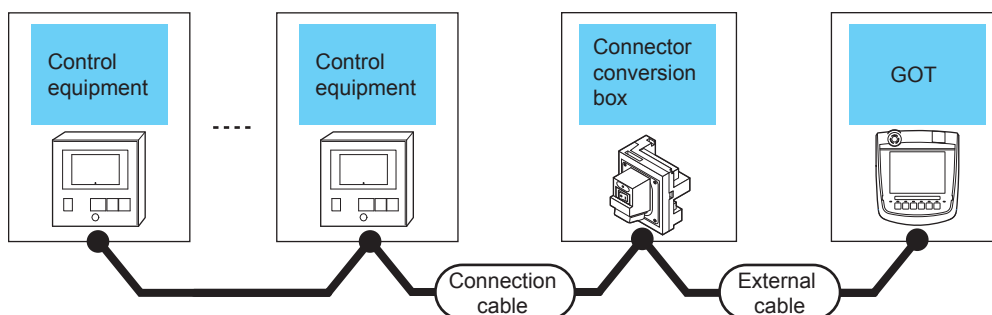 Control
equipment
Control
equipment
Connector
conversion
box
GOT
Connection
cable
External
cable